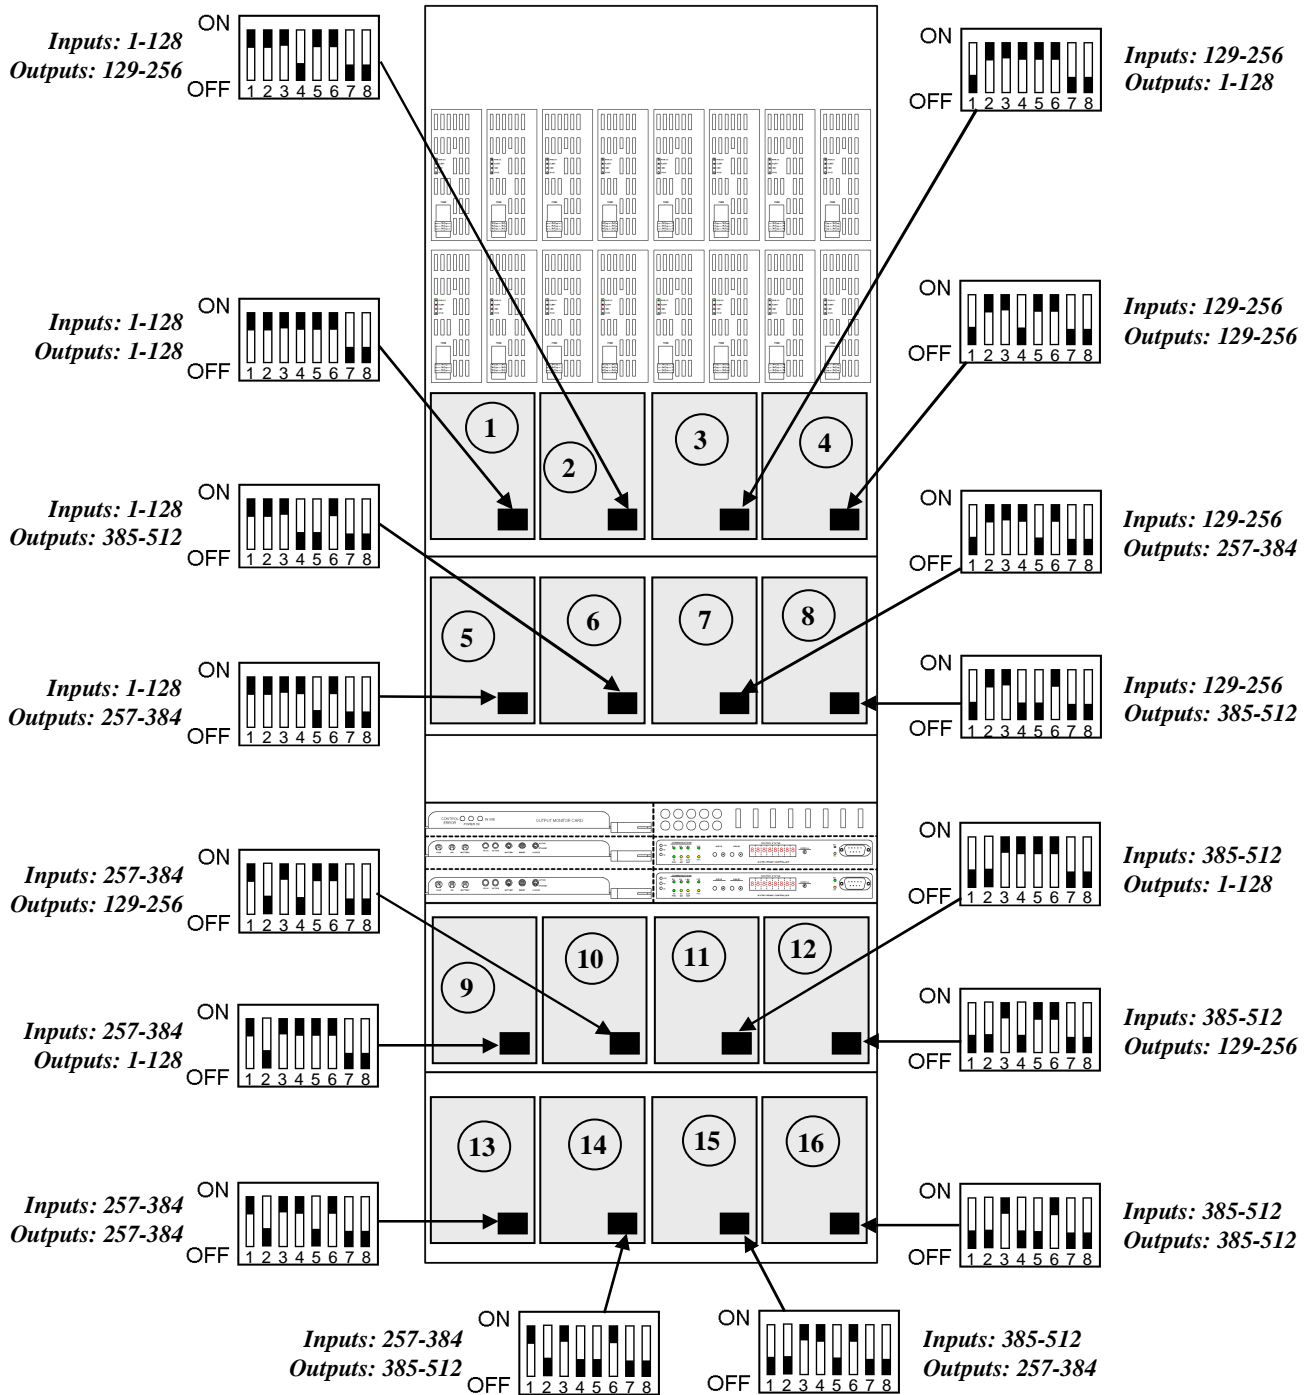 ON
Inputs: 1-128
Outputs: 129-256
OFF
1 2 3 4 5 6 7 8
ON
Inputs: 129-256
Outputs: 1-128
OFF
1 2 3 4 5 6 7 8
ON
Inputs: 1-128
Outputs: 1-128
OFF
1 2 3 4 5 6 7 8
ON
Inputs: 129-256
Outputs: 129-256
OFF
1 2 3 4 5 6 7 8
1
2
3
4
ON
Inputs: 1-128
Outputs: 385-512
OFF
1 2 3 4 5 6 7 8
ON
Inputs: 129-256
Outputs: 257-384
OFF
1 2 3 4 5 6 7 8
5
6
7
8
ON
Inputs: 1-128
Outputs: 257-384
OFF
1 2 3 4 5 6 7 8
ON
Inputs: 129-256
Outputs: 385-512
OFF
1 2 3 4 5 6 7 8
CONTROL
ERROR
POWER OK
OUTPUT MONITOR CARD
ON
Inputs: 257-384
Outputs: 129-256
OFF
1 2 3 4 5 6 7 8
ON
Inputs: 385-512
Outputs: 1-128
OFF
1 2 3 4 5 6 7 8
9
10
11
12
ON
Inputs: 257-384
Outputs: 1-128
OFF
1 2 3 4 5 6 7 8
ON
Inputs: 385-512
Outputs: 129-256
OFF
1 2 3 4 5 6 7 8
13
14
15
16
ON
Inputs: 257-384
Outputs: 257-384
OFF
1 2 3 4 5 6 7 8
ON
Inputs: 385-512
Outputs: 385-512
OFF
1 2 3 4 5 6 7 8
ON
Inputs: 257-384
Outputs: 385-512
OFF
1 2 3 4 5 6 7 8
ON
Inputs: 385-512
Outputs: 257-384
OFF
1 2 3 4 5 6 7 8